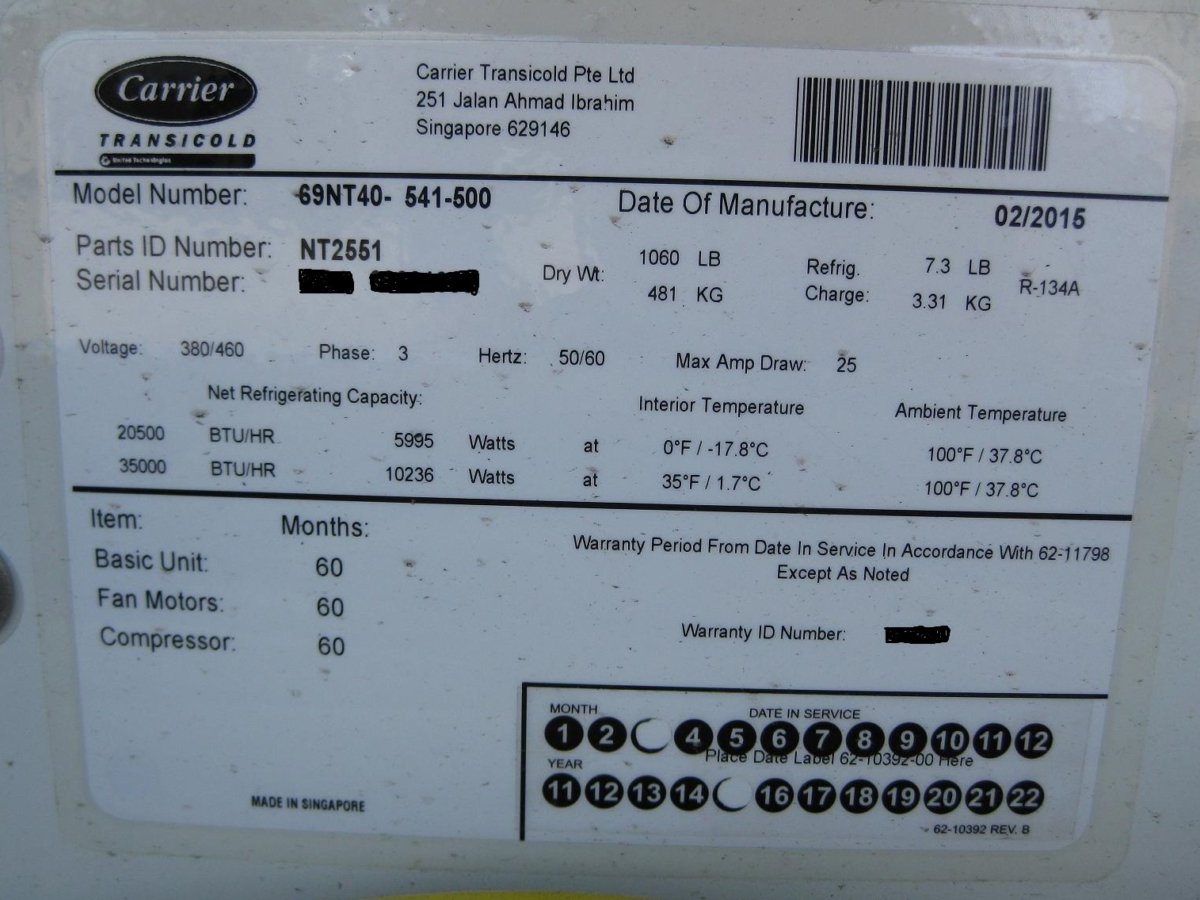 Carrier
TRANSICOLD
United Technologies
Carrier Transicold Pte Ltd
251 Jalan Ahmad Ibrahim
Singapore 629146
Model Number: 69NT40- 541-500
Date Of Manufacture: 02/2015
Parts ID Number: NT2551
Serial Number:
Dry Wt: 1060 LB
481 KG
Refrig. Charge: 7.3 LB
3.31 KG
R-134A
Voltage: 380/460 Phase: 3 Hertz: 50/60 Max Amp Draw: 25
Net Refrigerating Capacity: Interior Temperature Ambient Temperature
20500 BTU/HR 5995 Watts at 0°F / -17.8°C 100°F / 37.8°C
35000 BTU/HR 10236 Watts at 35°F / 1.7°C 100°F / 37.8°C
Item: Months:
Basic Unit: 60
Fan Motors: 60
Compressor: 60
Warranty Period From Date In Service In Accordance With 62-11798
Except As Noted
Warranty ID Number:
MADE IN SINGAPORE
MONTH DATE IN SERVICE
1 2 4 5 6 7 8 9 10 11 12
Place Date Label 62-10392-00 Here
YEAR
11 12 13 14 16 17 18 19 20 21 22
62-10392 REV. B